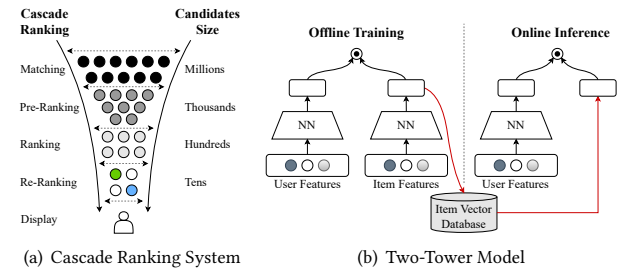 Cascade
Ranking
Candidates
Size
Matching
Millions
Pre-Ranking
Thousands
Ranking
Hundreds
Re-Ranking
Tens
Display
(a) Cascade Ranking System
Offline Training
Online Inference
NN
NN
NN
User Features
Item Features
User Features
Item Vector
Database
(b) Two-Tower Model